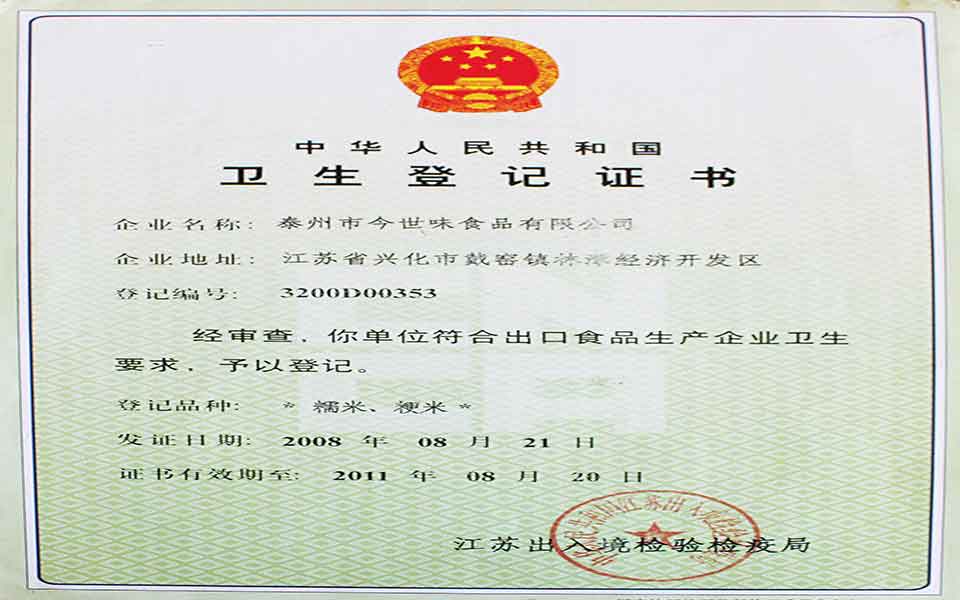 中华人民共和国
卫生登记证书
企业名称: 泰州市今世味食品有限公司
企业地址: 江苏省兴化市戴窑镇 经济开发区
登记编号: 3200D00353
经审查，你单位符合出口食品生产企业卫生
要求，予以登记。
登记品种: * 糯米、粳米 *
发证日期: 2008 年 08 月 21 日
证书有效期至: 2011 年 08 月 20 日
江苏出入境检验检疫局